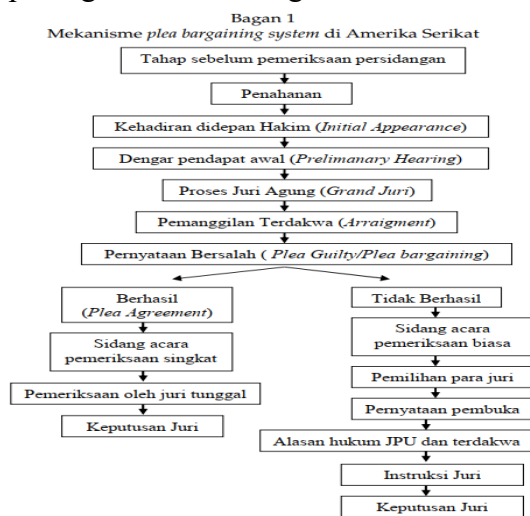 Bagan 1
Mekanisme plea bargaining system di Amerika Serikat
Tahap sebelum pemeriksaan persidangan
Penahanan
Kehadiran didepan Hakim (Initial Appearance)
Dengar pendapat awal (Prelimanary Hearing)
Proses Juri Agung (Grand Juri)
Pemanggilan Terdakwa (Arraigment)
Pernyataan Bersalah ( Plea Guilty/Plea bargaining)
Berhasil
(Plea Agreement)
Sidang acara
pemeriksaan singkat
Pemeriksaan oleh juri tunggal
Keputusan Juri
Tidak Berhasil
Sidang acara
pemeriksaan biasa
Pemilihan para juri
Pernyataan pembuka
Alasan hukum JPU dan terdakwa
Instruksi Juri
Keputusan Juri